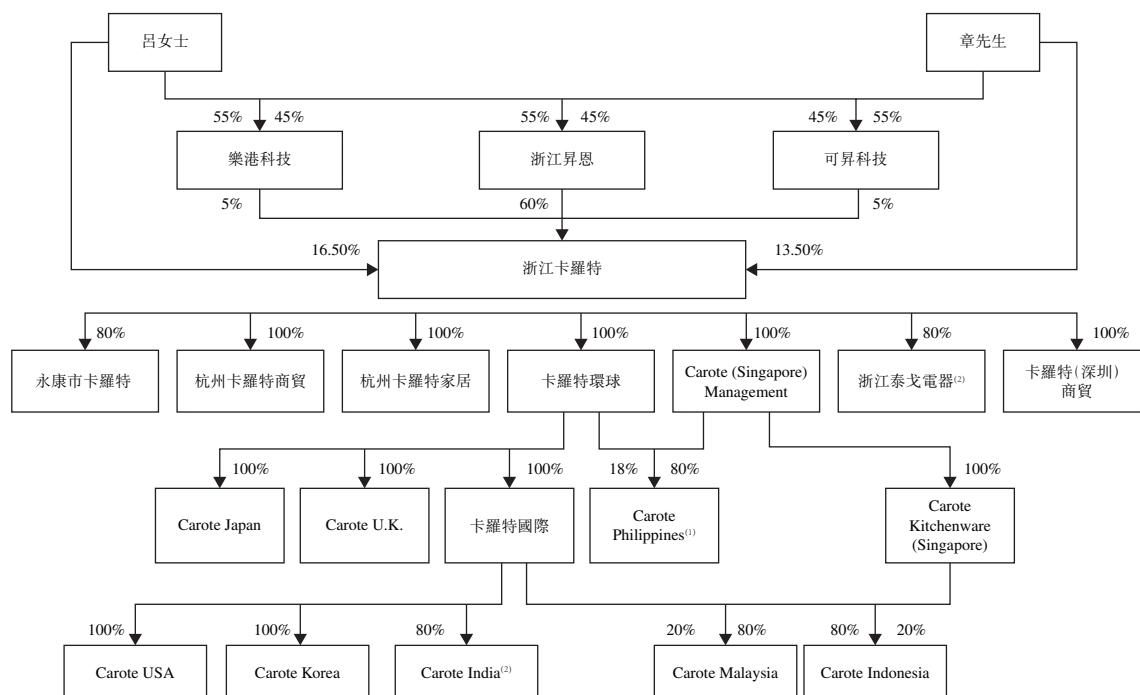 呂女士
章先生
55%
45%
55%
45%
45%
55%
樂港科技
浙江昇恩
可昇科技
5%
60%
5%
16.50%
13.50%
浙江卡羅特
80%
100%
100%
100%
100%
80%
100%
永康市卡羅特
杭州卡羅特商貿
杭州卡羅特家居
卡羅特環球
Carote (Singapore)
Management
浙江泰戈電器(2)
卡羅特(深圳)
商貿
100%
100%
100%
18%
80%
100%
Carote Japan
Carote U.K.
卡羅特國際
Carote
Philippines(1)
Carote
Kitchenware
(Singapore)
100%
100%
80%
20%
80%
80%
20%
Carote USA
Carote Korea
Carote India(2)
Carote Malaysia
Carote Indonesia